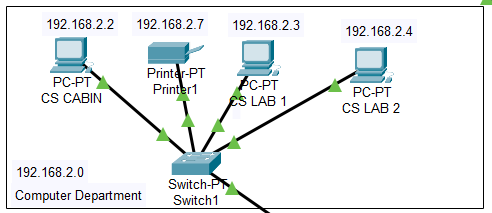 192.168.2.2
192.168.2.7
192.168.2.3
192.168.2.4
PC-PT
CS CABIN
Printer-PT
Printer1
PC-PT
CS LAB 1
PC-PT
CS LAB 2
192.168.2.0
Computer Department
Switch-PT
Switch1